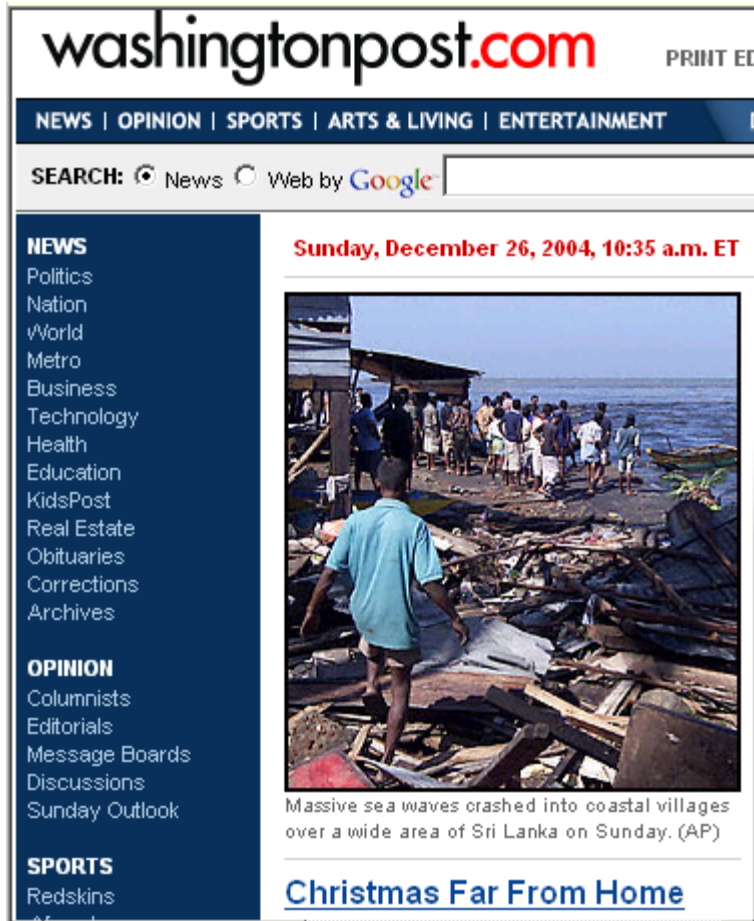 washingtonpost.com
PRINT ED
NEWS | OPINION | SPORTS | ARTS & LIVING | ENTERTAINMENT
SEARCH: News Web by Google
NEWS
Politics
Nation
World
Metro
Business
Technology
Health
Education
KidsPost
Real Estate
Obituaries
Corrections
Archives
OPINION
Columnists
Editorials
Message Boards
Discussions
Sunday Outlook
SPORTS
Redskins
Sunday, December 26, 2004, 10:35 a.m. ET
Massive sea waves crashed into coastal villages
over a wide area of Sri Lanka on Sunday. (AP)
Christmas Far From Home